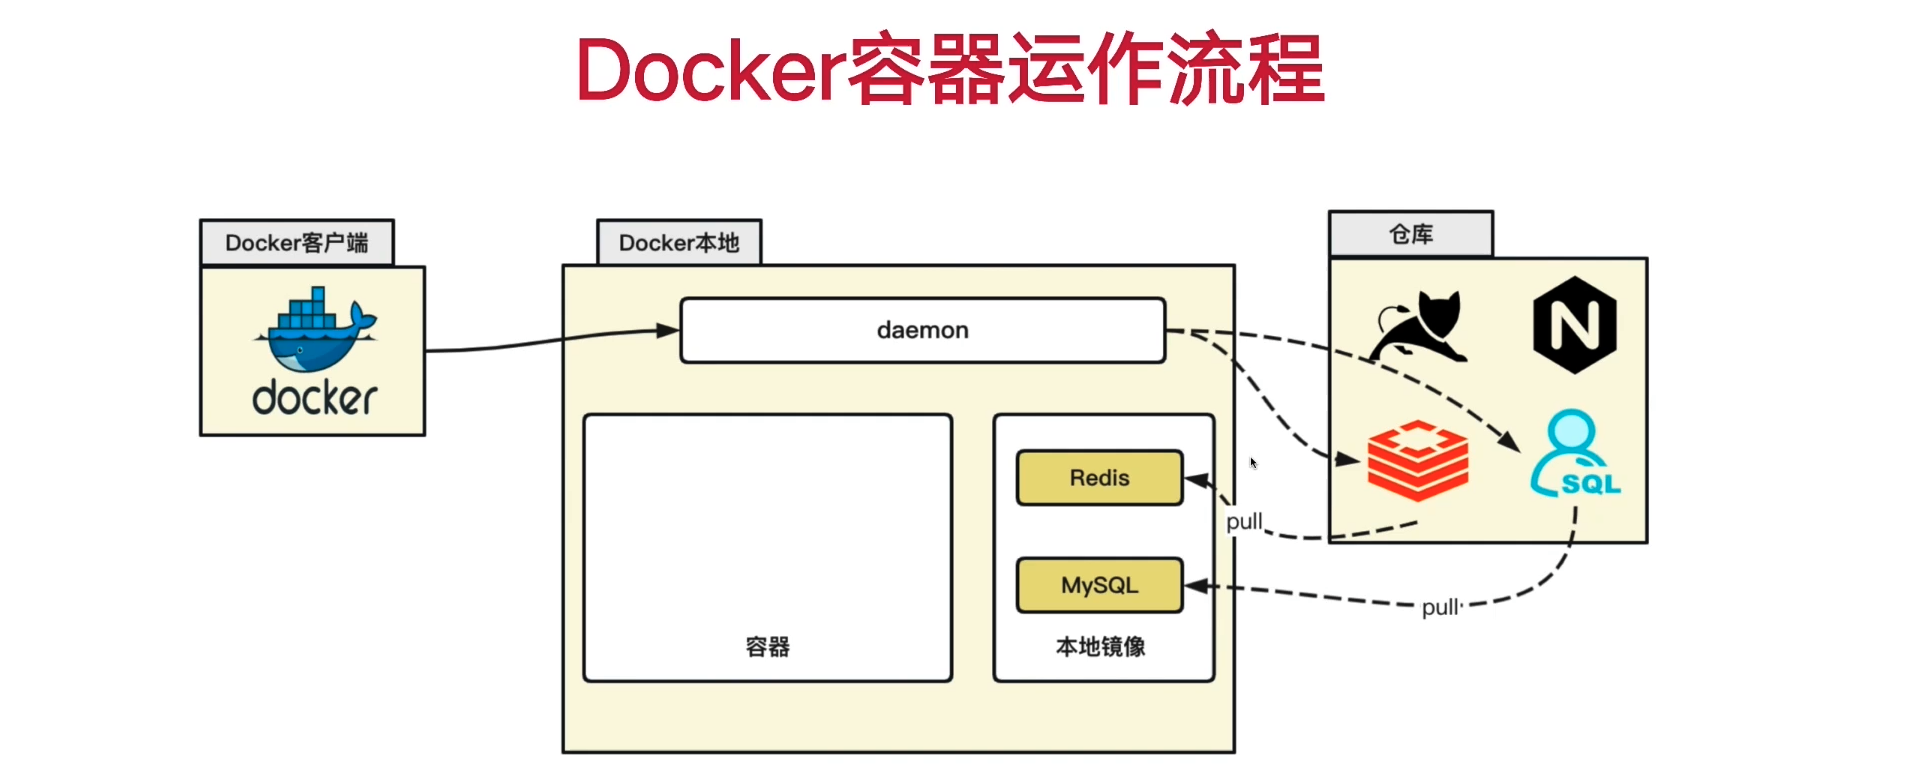 Docker容器运作流程
Docker客户端
docker
Docker本地
daemon
容器
Redis
MySQL
本地镜像
pull
pull
仓库
N
SQL